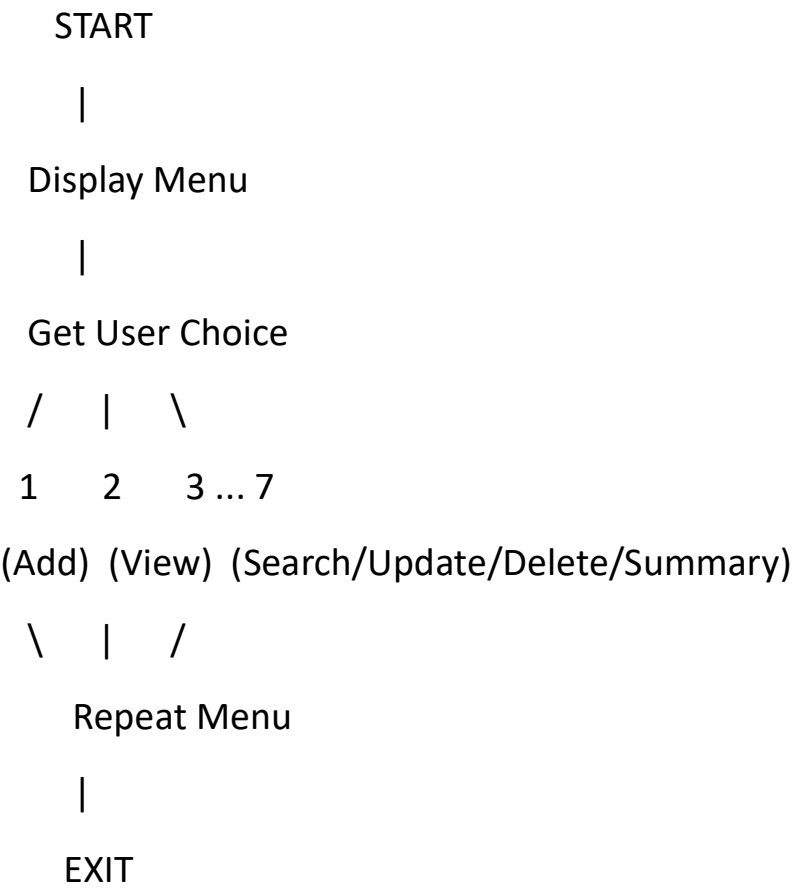 START
|
Display Menu
|
Get User Choice
/ | \
1 2 3 ... 7
(Add) (View) (Search/Update/Delete/Summary)
\ | /
Repeat Menu
|
EXIT